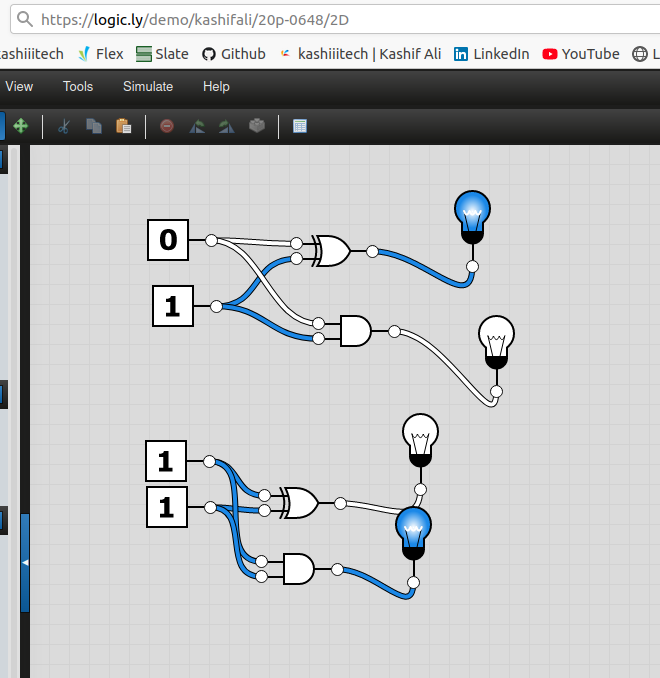 https://logic.ly/demo/kashifali/20p-0648/2D
ashiiitech Flex Slate Github kashiiitech | Kashif Ali LinkedIn YouTube L
View Tools Simulate Help
0
1
1
1